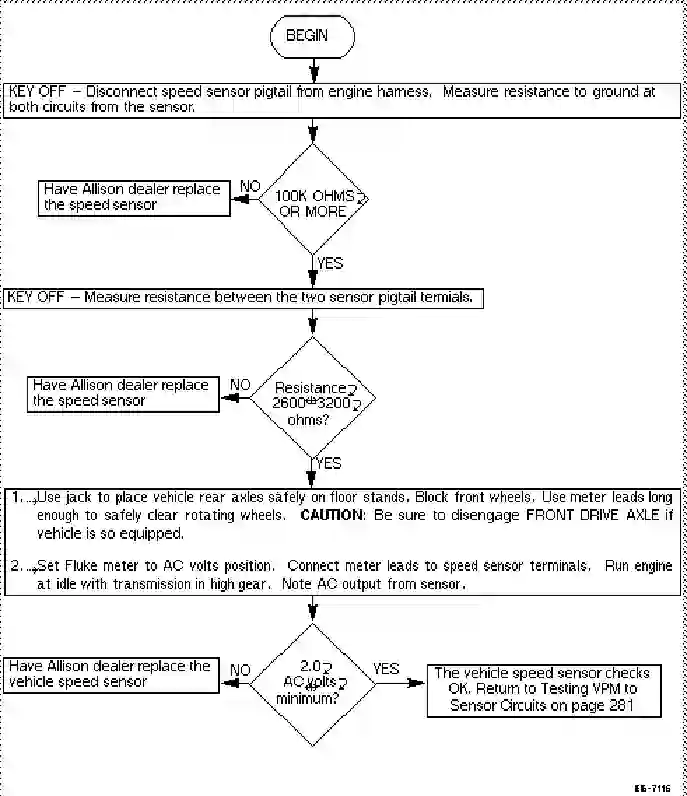 BEGIN
KEY OFF – Disconnect speed sensor pigtail from engine harness. Measure resistance to ground at
both circuits from the sensor.
100K OHMS
OR MORE
NO
Have Allison dealer replace
the speed sensor
YES
KEY OFF – Measure resistance between the two sensor pigtail termials.
Resistance
2600 3200
ohms?
NO
Have Allison dealer replace
the speed sensor
YES
1. Use jack to place vehicle rear axles safely on floor stands. Block front wheels. Use meter leads long
enough to safely clear rotating wheels. CAUTION: Be sure to disengage FRONT DRIVE AXLE if
vehicle is so equipped.
2. Set Fluke meter to AC volts position. Connect meter leads to speed sensor terminals. Run engine
at idle with transmission in high gear. Note AC output from sensor.
2.0
AC volts
minimum?
NO
Have Allison dealer replace the
vehicle speed sensor
YES
The vehicle speed sensor checks
OK. Return to Testing VPM to
Sensor Circuits on page 281